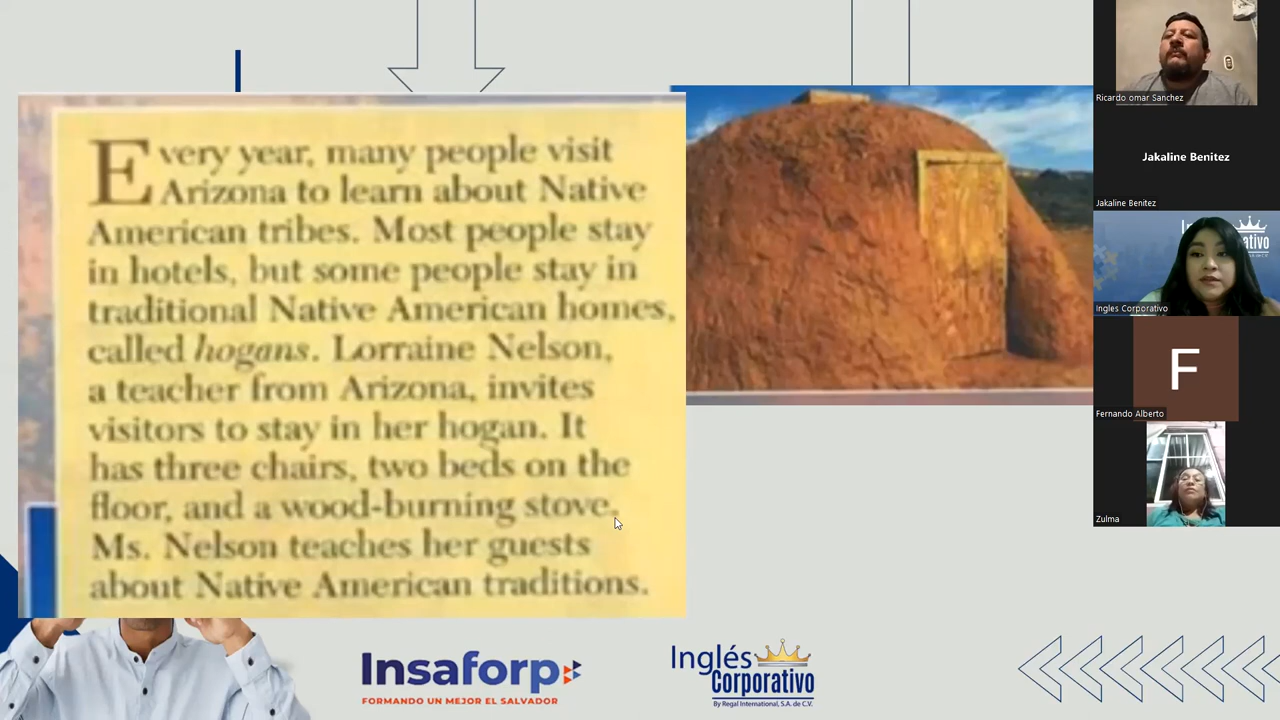 Every year, many people visit
Arizona to learn about Native
American tribes. Most people stay
in hotels, but some people stay in
traditional Native American homes,
called hogans. Lorraine Nelson,
a teacher from Arizona, invites
visitors to stay in her hogan. It
has three chairs, two beds on the
floor, and a wood-burning stove.
Ms. Nelson teaches her guests
about Native American traditions.
Insaforp
FORMANDO UN MEJOR EL SALVADOR
Inglés
Corporativo
By Regal International, S.A. de C.V.
Ricardo omar Sanchez
Jakaline Benitez
Jakaline Benitez
Ingles Corporativo
F
Fernando Alberto
Zulma